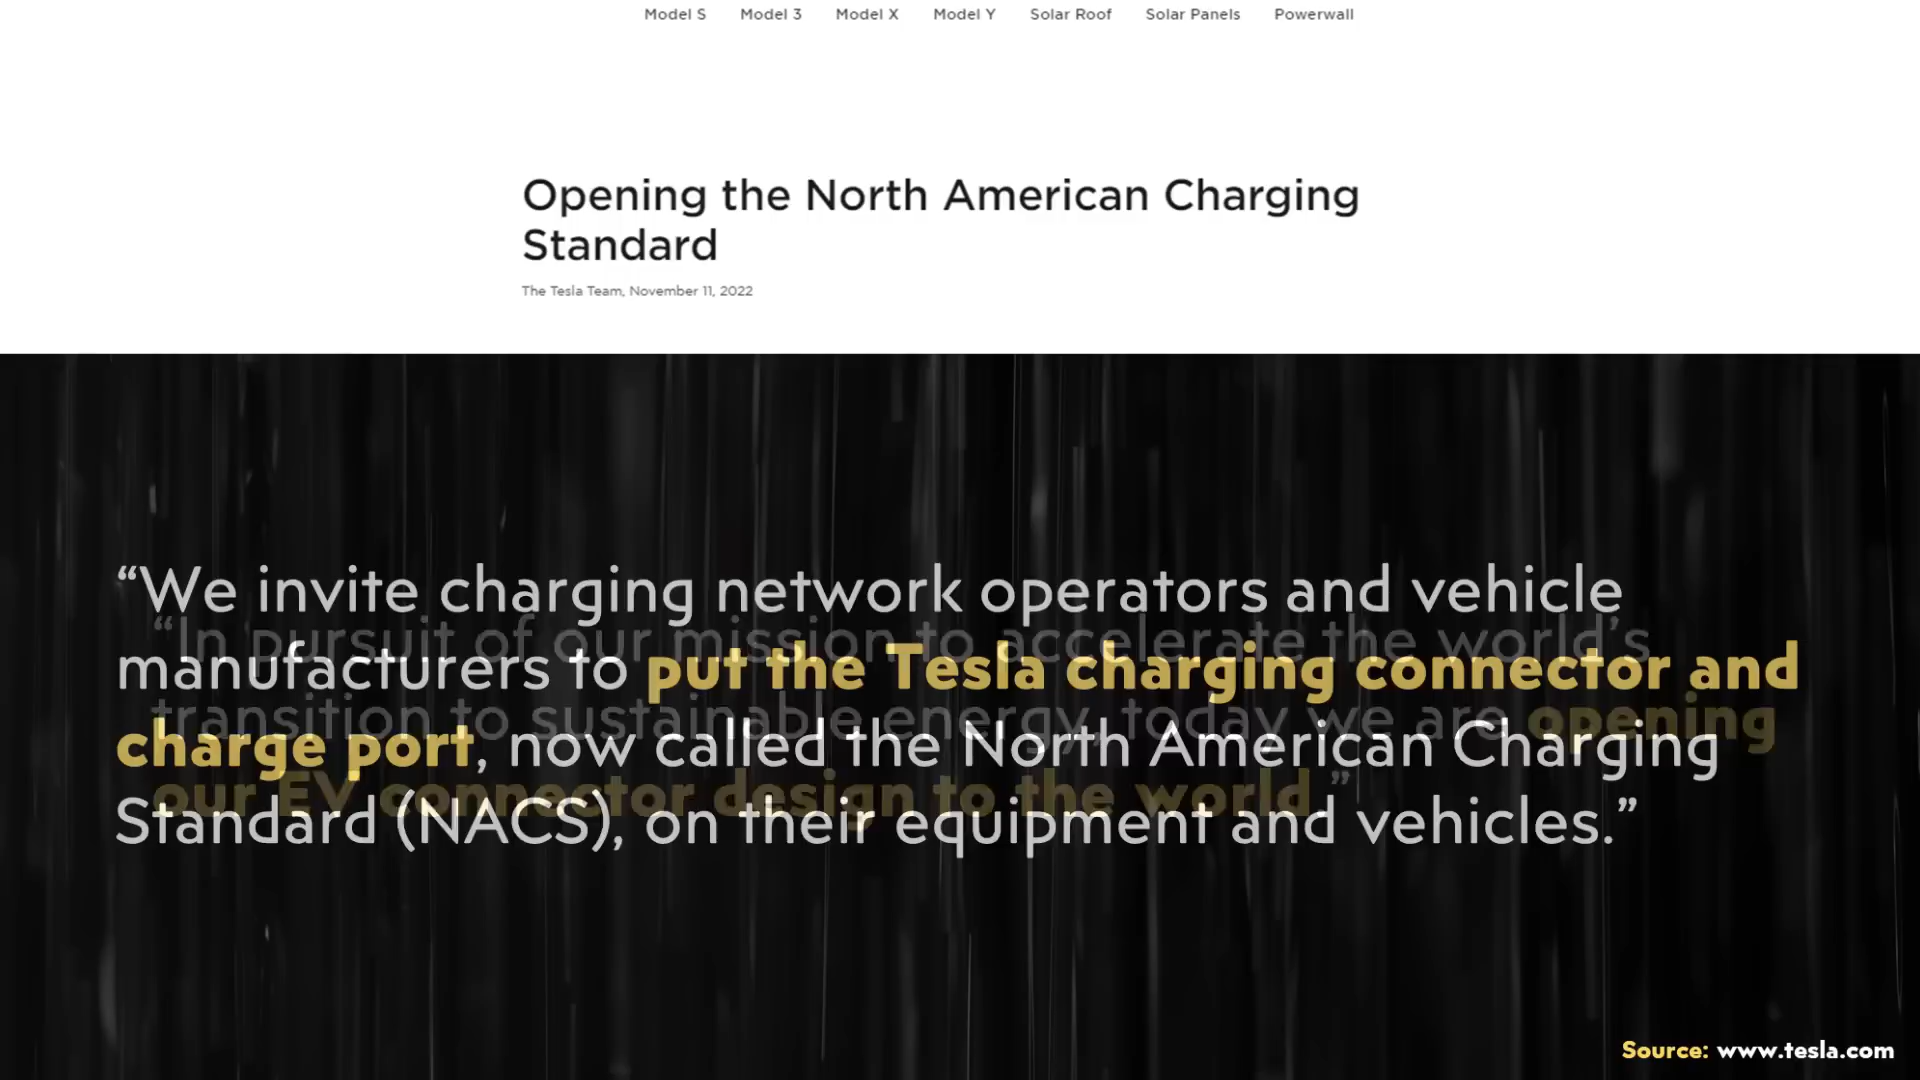 Model S Model 3 Model X Model Y Solar Roof Solar Panels Powerwall
Opening the North American Charging
Standard
The Tesla Team, November 11, 2022
“We invite charging network operators and vehicle
manufacturers to put the Tesla charging connector and
charge port, now called the North American Charging
Standard (NACS), on their equipment and vehicles.”
“In pursuit of our mission to accelerate the world’s
transition to sustainable energy, today we are opening
our EV connector design to the world.”
Source: www.tesla.com